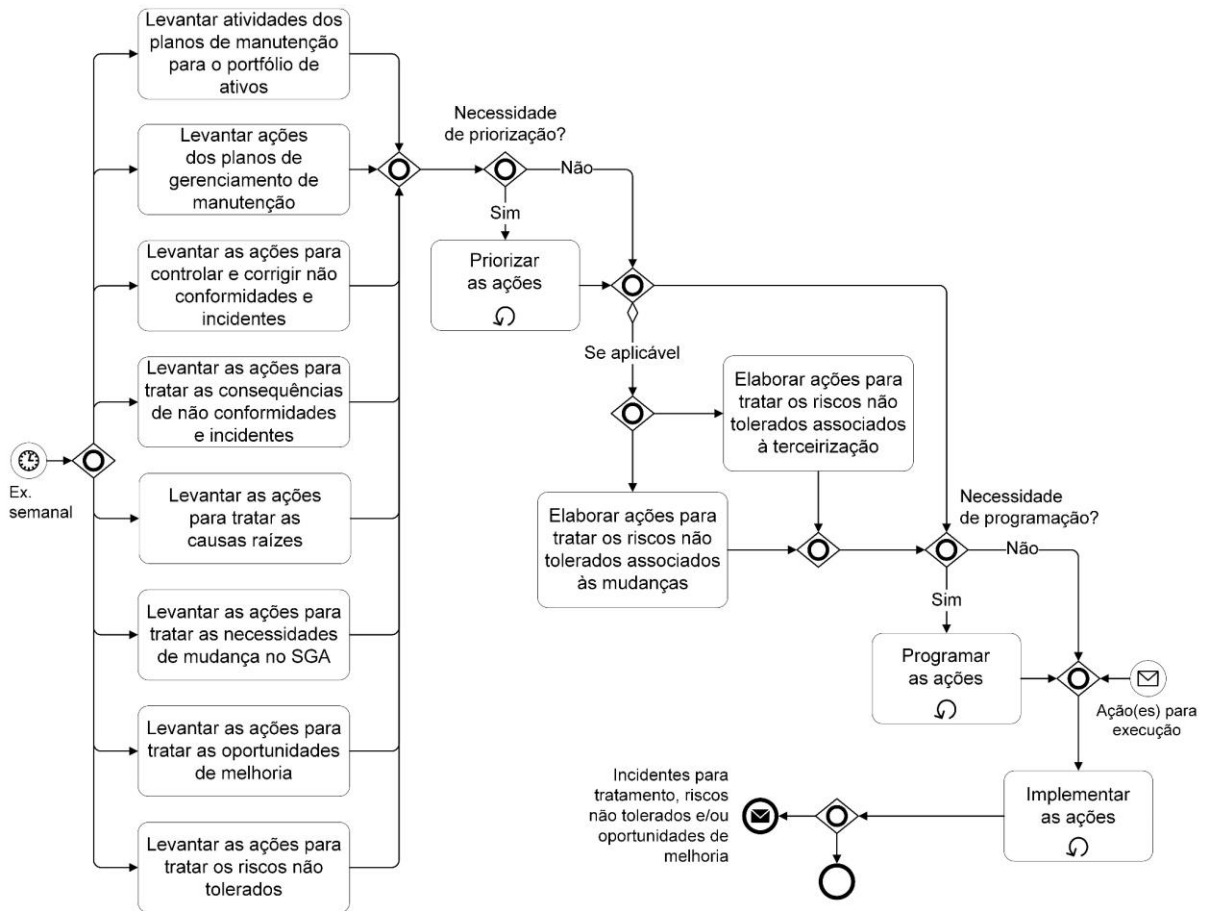 Levantar atividades dos
planos de manutenção
para o portfólio de
ativos
Levantar ações
dos planos de
gerenciamento de
manutenção
Levantar as ações para
controlar e corrigir não
conformidades e
incidentes
Levantar as ações para
tratar as consequências
de não conformidades
e incidentes
Ex.
semanal
Levantar as ações
para tratar as
causas raízes
Levantar as ações para
tratar as necessidades
de mudança no SGA
Levantar as ações para
tratar as oportunidades
de melhoria
Levantar as ações para
tratar os riscos não
tolerados
Necessidade
de priorização?
Não
Sim
Priorizar
as ações
Se aplicável
Elaborar ações para
tratar os riscos não
tolerados associados
à terceirização
Elaborar ações para
tratar os riscos não
tolerados associados
às mudanças
Necessidade
de programação?
Não
Sim
Programar
as ações
Ação(es) para
execução
Implementar
as ações
Incidentes para
tratamento, riscos
não tolerados e/ou
oportunidades de
melhoria